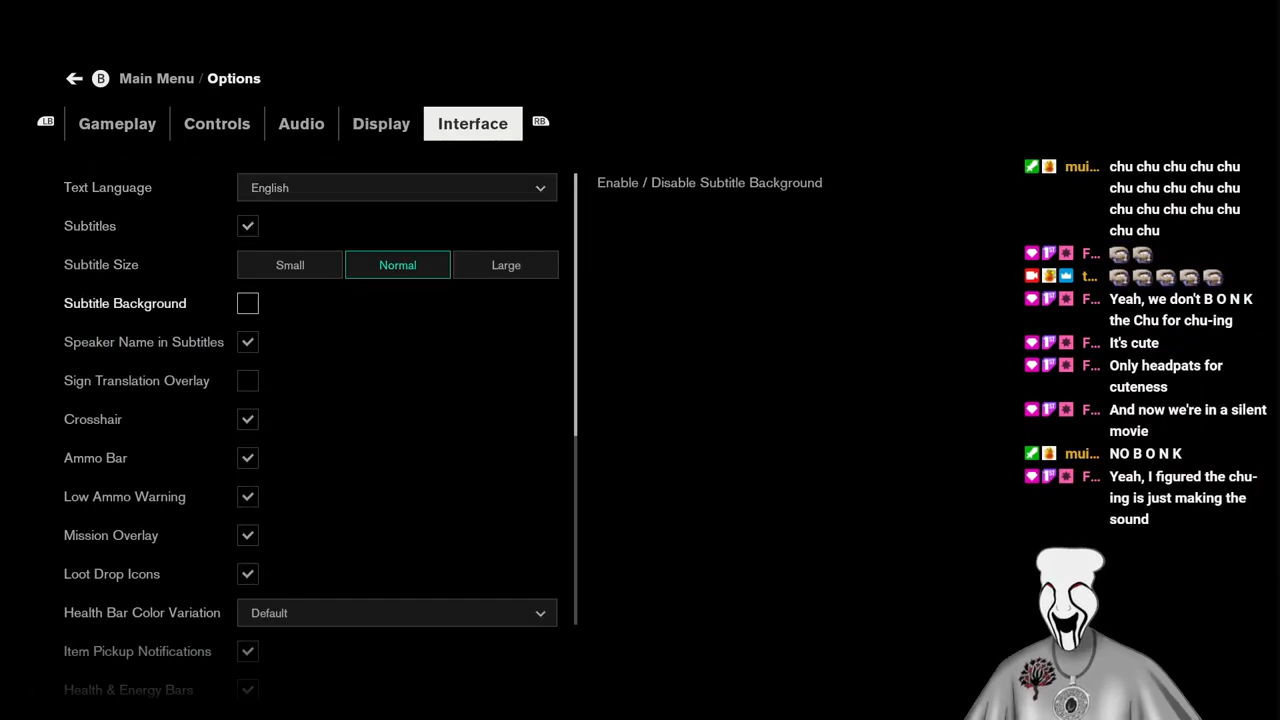 B Main Menu / Options
LB Gameplay Controls Audio Display Interface RB
Text Language English
Enable / Disable Subtitle Background
Subtitles
Subtitle Size Small Normal Large
Subtitle Background
Speaker Name in Subtitles
Sign Translation Overlay
Crosshair
Ammo Bar
Low Ammo Warning
Mission Overlay
Loot Drop Icons
Health Bar Color Variation Default
Item Pickup Notifications
Health & Energy Bars
mui... chu chu chu chu chu
chu chu chu chu chu
chu chu chu chu chu
chu chu
F...
t...
F... Yeah, we don't B O N K
the Chu for chu-ing
F... It's cute
F... Only headpats for
cuteness
F... And now we're in a silent
movie
mui... NO B O N K
F... Yeah, I figured the chu-
ing is just making the
sound